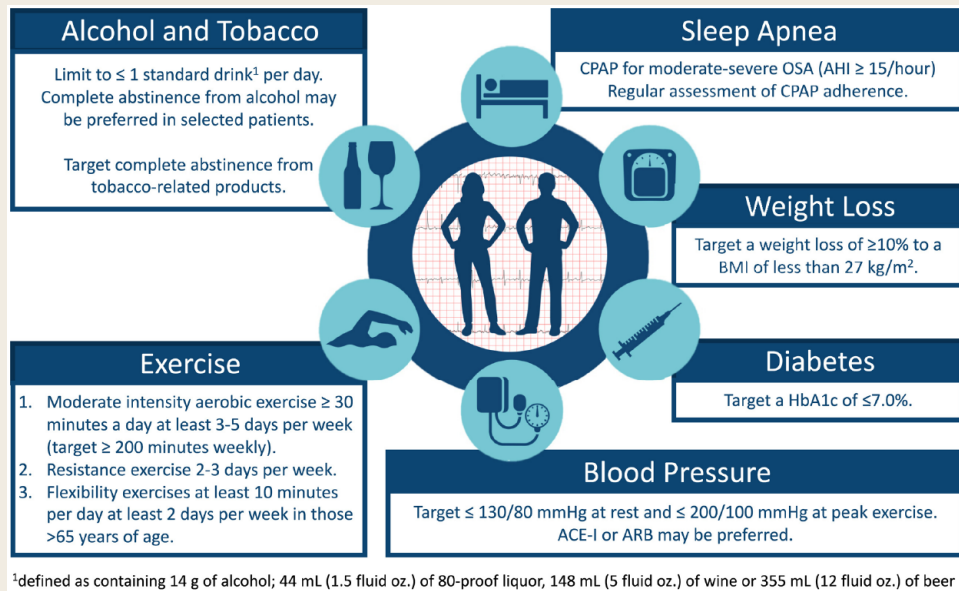 Alcohol and Tobacco
Limit to ≤ 1 standard drink¹ per day.
Complete abstinence from alcohol may
be preferred in selected patients.
Target complete abstinence from
tobacco-related products.
Sleep Apnea
CPAP for moderate-severe OSA (AHI ≥ 15/hour)
Regular assessment of CPAP adherence.
Weight Loss
Target a weight loss of ≥10% to a
BMI of less than 27 kg/m².
Diabetes
Target a HbA1c of ≤7.0%.
Exercise
1. Moderate intensity aerobic exercise ≥ 30
minutes a day at least 3-5 days per week
(target ≥ 200 minutes weekly).
2. Resistance exercise 2-3 days per week.
3. Flexibility exercises at least 10 minutes
per day at least 2 days per week in those
>65 years of age.
Blood Pressure
Target ≤ 130/80 mmHg at rest and ≤ 200/100 mmHg at peak exercise.
ACE-I or ARB may be preferred.
¹defined as containing 14 g of alcohol; 44 mL (1.5 fluid oz.) of 80-proof liquor, 148 mL (5 fluid oz.) of wine or 355 mL (12 fluid oz.) of beer